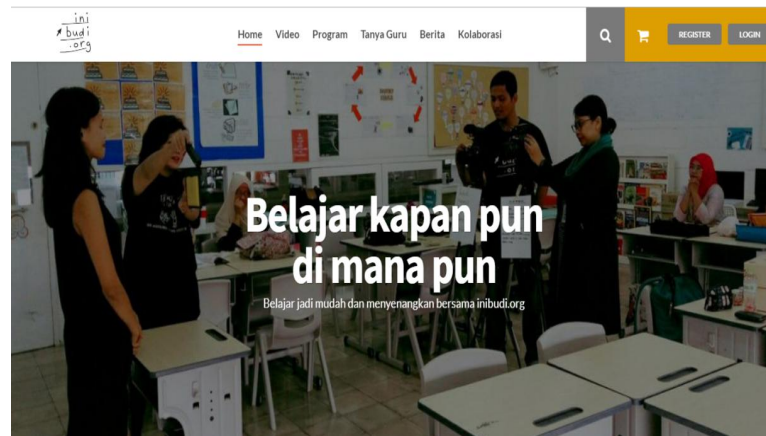 ini
budi
.org
Home Video Program Tanya Guru Berita Kolaborasi
REGISTER LOGIN
Belajar kapan pun
di mana pun
Belajar jadi mudah dan menyenangkan bersama inibudi.org